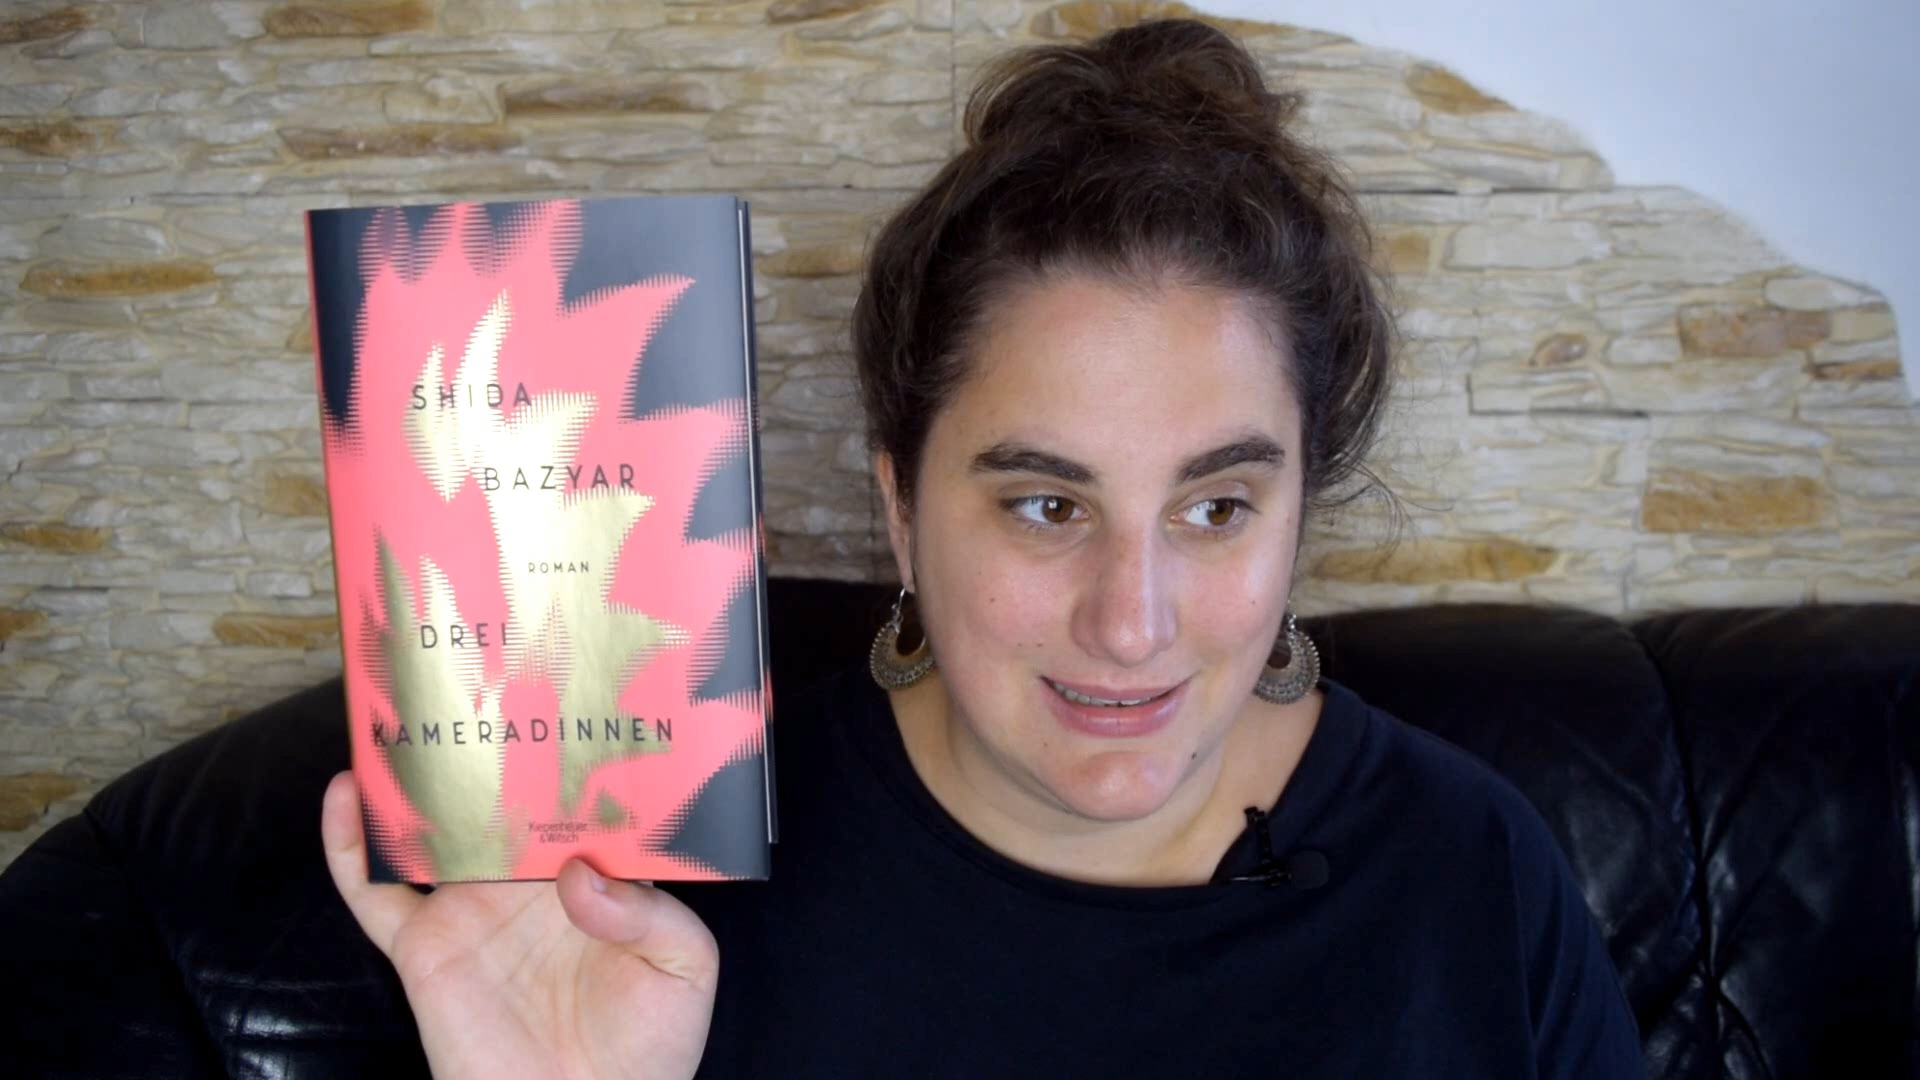 SHIDA
BAZYAR
ROMAN
DREI
KAMERADINNEN
Kiepenheuer
&Witsch